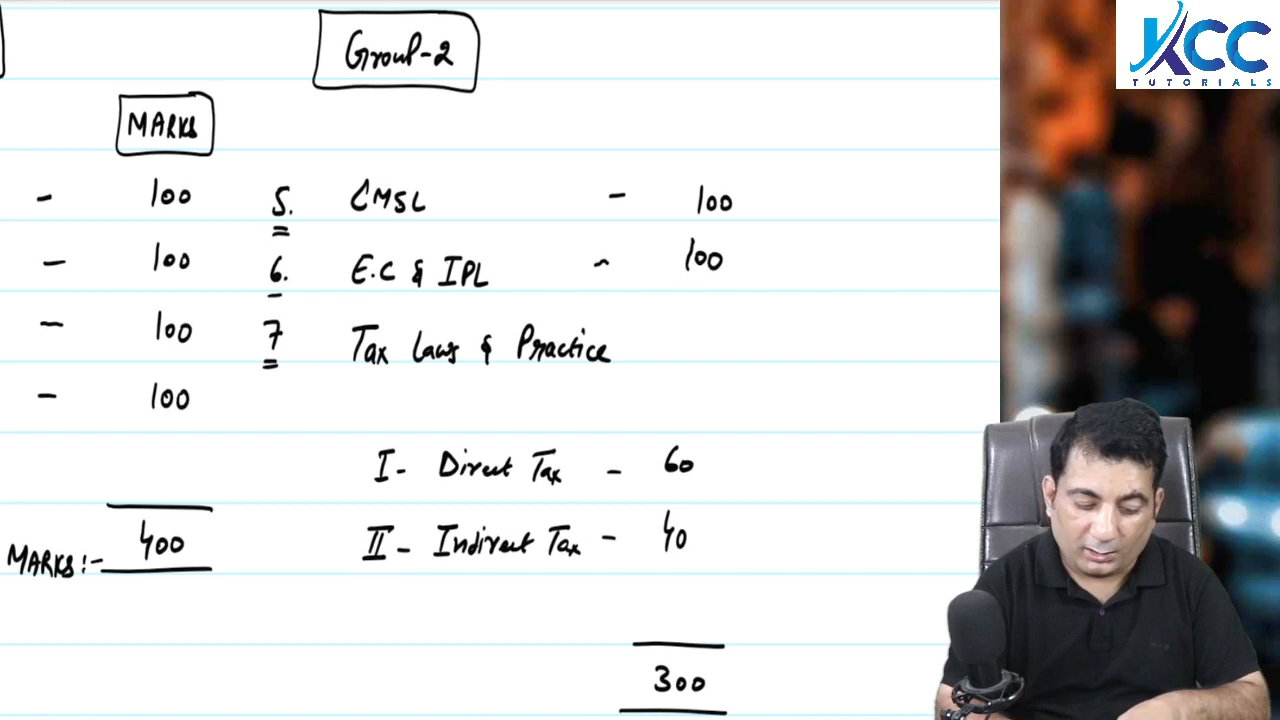 Group-2
KCC
TUTORIALS
MARKS
- 100 5. CMSL - 100
- 100 6. E.C & IPL - 100
- 100 7 Tax Laws & Practice
- 100
I - Direct Tax - 60
II - Indirect Tax - 40
MARKS:- 400
300